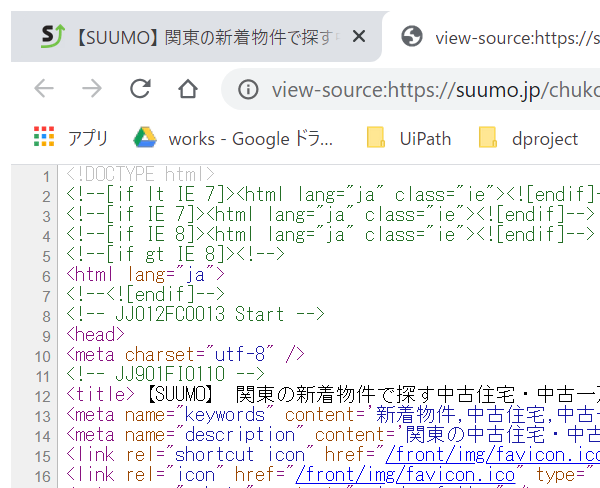 【SUUMO】関東の新着物件で探す
view-source:https://s
view-source:https://suumo.jp/chuko
アプリ works - Google ドラ... UiPath dproject
1 <!DOCTYPE html>
2 <!--[if lt IE 7]><html lang="ja" class="ie"><![endif]
3 <!--[if IE 7]><html lang="ja" class="ie"><![endif]-->
4 <!--[if IE 8]><html lang="ja" class="ie"><![endif]-->
5 <!--[if gt IE 8]><!-->
6 <html lang="ja">
7 <!--<![endif]-->
8 <!-- JJ012FC0013 Start -->
9 <head>
10 <meta charset="utf-8" />
11 <!-- JJ901FI0110 -->
12 <title>【SUUMO】 関東の新着物件で探す中古住宅・中古一
13 <meta name="keywords" content='新着物件,中古住宅,中古
14 <meta name="description" content='関東の中古住宅・中古
15 <link rel="shortcut icon" href="/front/img/favicon.ico
16 <link rel="icon" href="/front/img/favicon.ico" type="